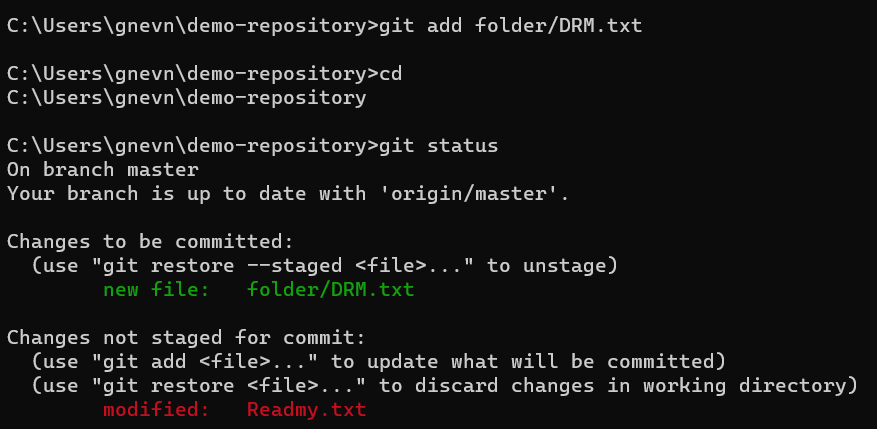 C:\Users\gnevn\demo-repository>git add folder/DRM.txt
C:\Users\gnevn\demo-repository>cd
C:\Users\gnevn\demo-repository
C:\Users\gnevn\demo-repository>git status
On branch master
Your branch is up to date with 'origin/master'.
Changes to be committed:
  (use "git restore --staged <file>..." to unstage)
        new file:   folder/DRM.txt
Changes not staged for commit:
  (use "git add <file>..." to update what will be committed)
  (use "git restore <file>..." to discard changes in working directory)
        modified:   Readmy.txt